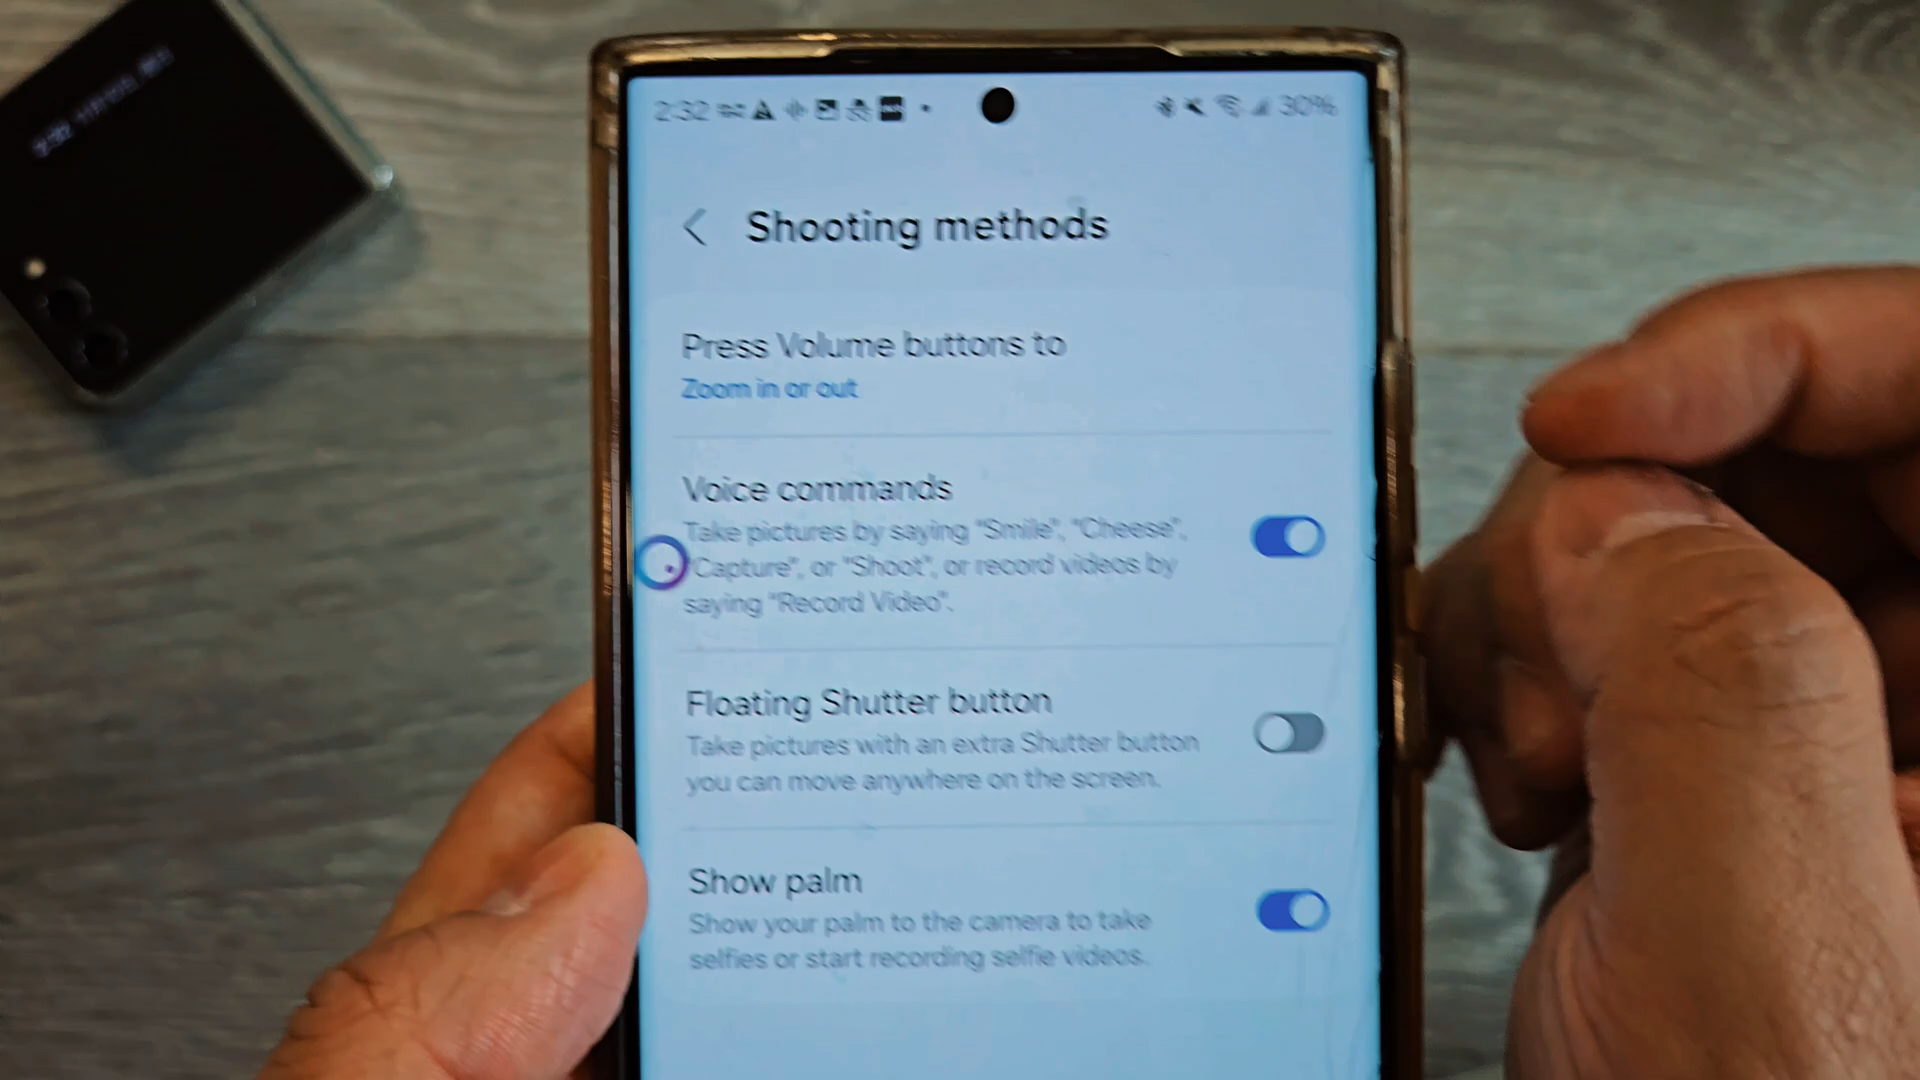 2:32
30%
Shooting methods
Press Volume buttons to
Zoom in or out
Voice commands
Take pictures by saying "Smile", "Cheese",
"Capture", or "Shoot", or record videos by
saying "Record Video".
Floating Shutter button
Take pictures with an extra Shutter button
you can move anywhere on the screen.
Show palm
Show your palm to the camera to take
selfies or start recording selfie videos.